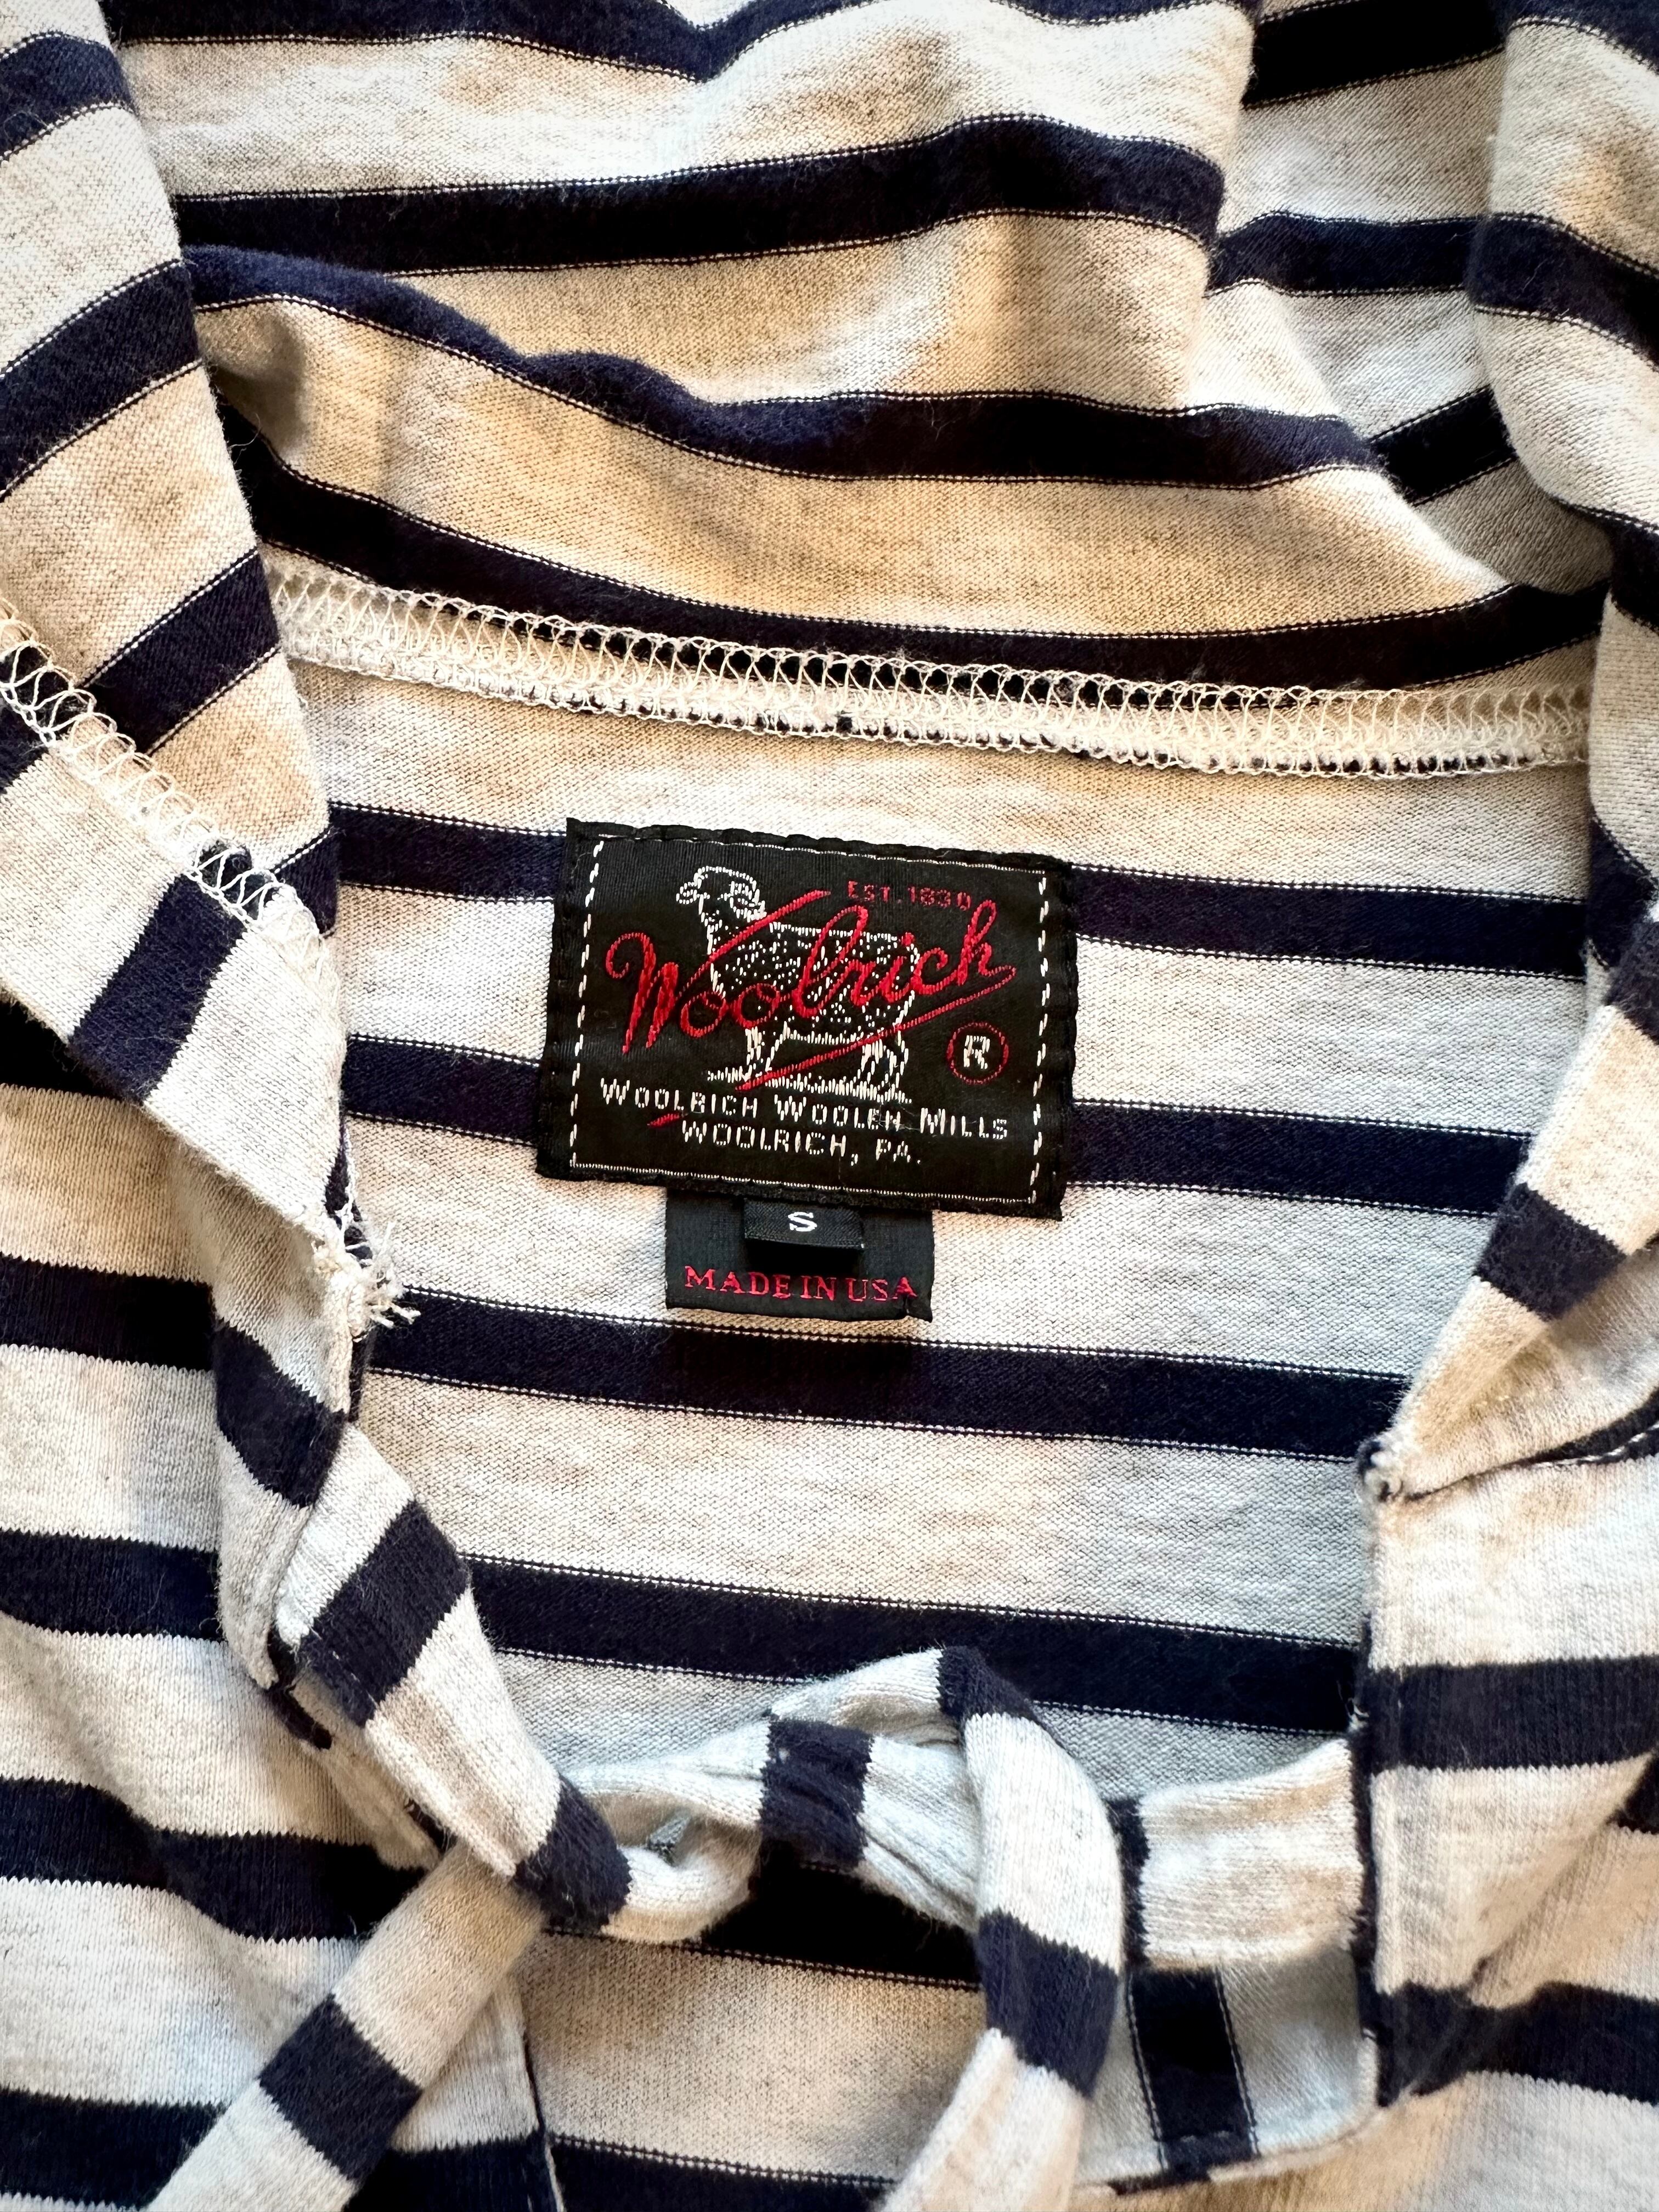 EST. 1830
Woolrich
R
WOOLRICH WOOLEN MILLS
WOOLRICH, PA.
S
MADE IN USA